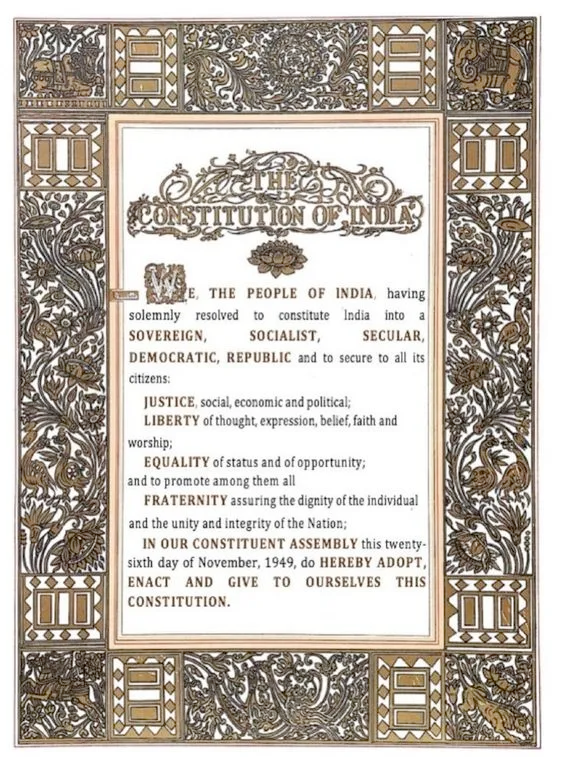 THE
CONSTITUTION OF INDIA
WE, THE PEOPLE OF INDIA, having
solemnly resolved to constitute India into a
SOVEREIGN, SOCIALIST, SECULAR,
DEMOCRATIC, REPUBLIC and to secure to all its
citizens:
JUSTICE, social, economic and political;
LIBERTY of thought, expression, belief, faith and
worship;
EQUALITY of status and of opportunity;
and to promote among them all
FRATERNITY assuring the dignity of the individual
and the unity and integrity of the Nation;
IN OUR CONSTITUENT ASSEMBLY this twenty-
sixth day of November, 1949, do HEREBY ADOPT,
ENACT AND GIVE TO OURSELVES THIS
CONSTITUTION.